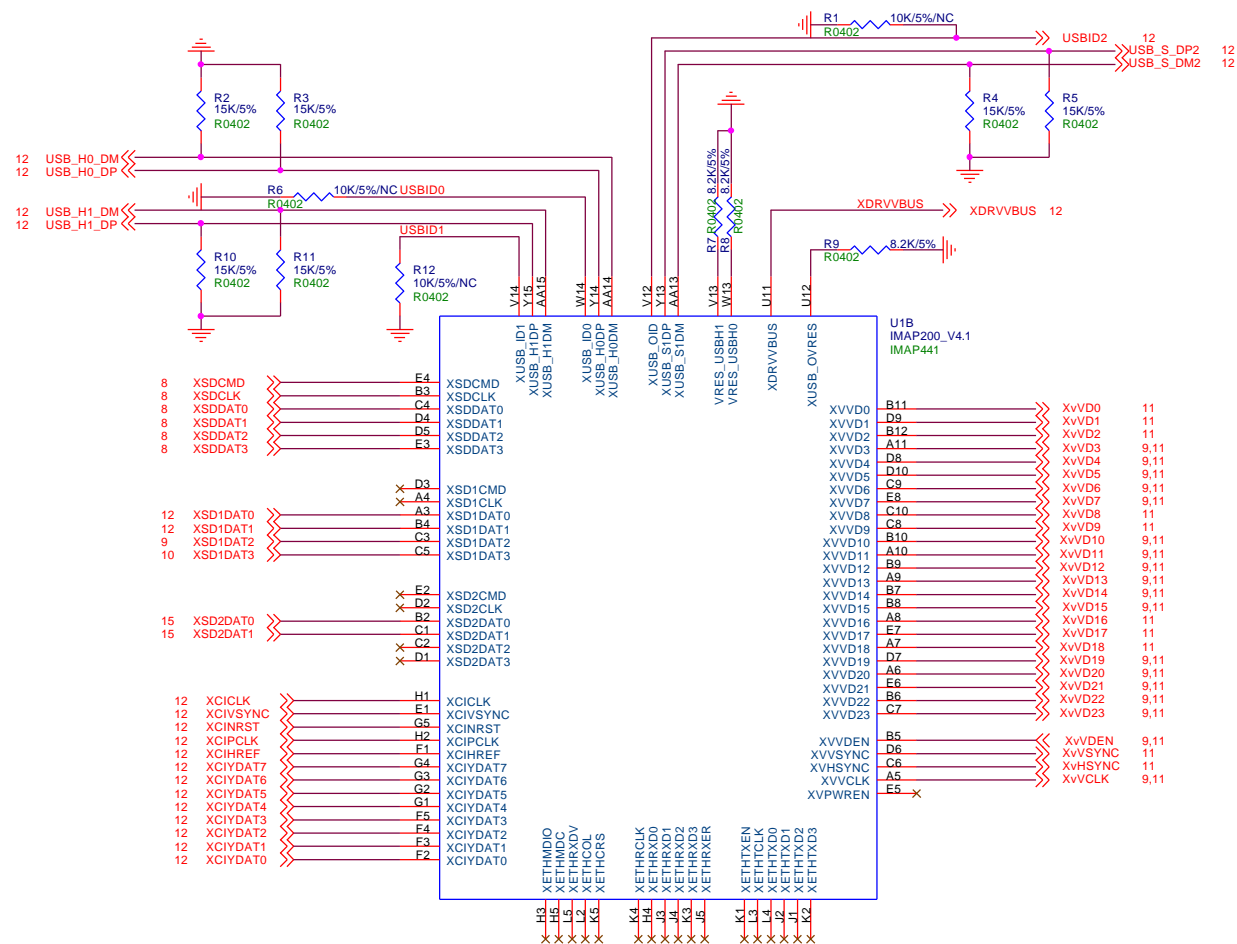 R1 10K/5%/NC
R0402
USBID2 12
USB_S_DP2 12
USB_S_DM2 12
R2
15K/5%
R0402
R3
15K/5%
R0402
R4
15K/5%
R0402
R5
15K/5%
R0402
12 USB_H0_DM
12 USB_H0_DP
R6 10K/5%/NC USBID0
R0402
12 USB_H1_DM
12 USB_H1_DP
USBID1
R7 R0402 8.2K/5%
R8 R0402 8.2K/5%
XDRVVBUS XDRVVBUS 12
R9 8.2K/5%
R0402
R10
15K/5%
R0402
R11
15K/5%
R0402
R12
10K/5%/NC
R0402
V14 XUSB_ID1
Y15 XUSB_H1DP
AA15 XUSB_H1DM
W14 XUSB_ID0
Y14 XUSB_H0DP
AA14 XUSB_H0DM
V12 XUSB_OID
Y13 XUSB_S1DP
AA13 XUSB_S1DM
V13 VRES_USBH1
W13 VRES_USBH0
U11 XDRVVBUS
U12 XUSB_OVRES
U1B
IMAP200_V4.1
IMAP441
8 XSDCMD E4 XSDCMD
8 XSDCLK B3 XSDCLK
8 XSDDAT0 C4 XSDDAT0
8 XSDDAT1 D4 XSDDAT1
8 XSDDAT2 D5 XSDDAT2
8 XSDDAT3 E3 XSDDAT3
D3 XSD1CMD
A4 XSD1CLK
12 XSD1DAT0 A3 XSD1DAT0
12 XSD1DAT1 B4 XSD1DAT1
9 XSD1DAT2 C3 XSD1DAT2
10 XSD1DAT3 C5 XSD1DAT3
E2 XSD2CMD
D2 XSD2CLK
15 XSD2DAT0 B2 XSD2DAT0
15 XSD2DAT1 C1 XSD2DAT1
C2 XSD2DAT2
D1 XSD2DAT3
12 XCICLK H1 XCICLK
12 XCIVSYNC E1 XCIVSYNC
12 XCINRST G5 XCINRST
12 XCIPCLK H2 XCIPCLK
12 XCIHREF F1 XCIHREF
12 XCIYDAT7 G4 XCIYDAT7
12 XCIYDAT6 G3 XCIYDAT6
12 XCIYDAT5 G2 XCIYDAT5
12 XCIYDAT4 G1 XCIYDAT4
12 XCIYDAT3 F5 XCIYDAT3
12 XCIYDAT2 F4 XCIYDAT2
12 XCIYDAT1 F3 XCIYDAT1
12 XCIYDAT0 F2 XCIYDAT0
XVVD0 B11 XvVD0 11
XVVD1 D9 XvVD1 11
XVVD2 B12 XvVD2 11
XVVD3 A11 XvVD3 9,11
XVVD4 D8 XvVD4 9,11
XVVD5 D10 XvVD5 9,11
XVVD6 C9 XvVD6 9,11
XVVD7 E8 XvVD7 9,11
XVVD8 C10 XvVD8 11
XVVD9 C8 XvVD9 11
XVVD10 B10 XvVD10 9,11
XVVD11 A10 XvVD11 9,11
XVVD12 B9 XvVD12 9,11
XVVD13 A9 XvVD13 9,11
XVVD14 B7 XvVD14 9,11
XVVD15 B8 XvVD15 9,11
XVVD16 A8 XvVD16 11
XVVD17 E7 XvVD17 11
XVVD18 A7 XvVD18 11
XVVD19 D7 XvVD19 9,11
XVVD20 A6 XvVD20 9,11
XVVD21 E6 XvVD21 9,11
XVVD22 B6 XvVD22 9,11
XVVD23 C7 XvVD23 9,11
XVVDEN B5 XvVDEN 9,11
XVVSYNC D6 XvVSYNC 11
XVHSYNC C6 XvHSYNC 11
XVVCLK A5 XvVCLK 9,11
XVPWREN E5
XETHMDIO H3
XETHMDC H5
XETHRXDV L5
XETHCOL L2
XETHCRS K5
XETHRCLK K4
XETHRXD0 H4
XETHRXD1 J3
XETHRXD2 J4
XETHRXD3 K3
XETHRXER J5
XETHTXEN K1
XETHTCLK L3
XETHTXD0 L4
XETHTXD1 J2
XETHTXD2 J1
XETHTXD3 K2